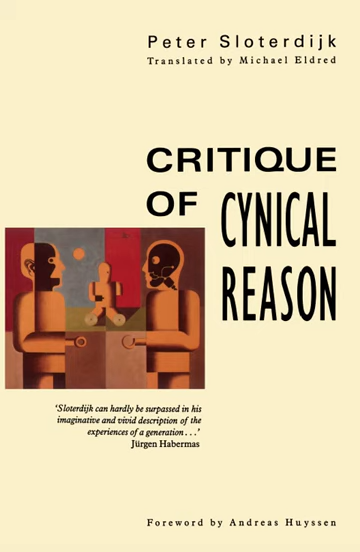 Peter Sloterdijk
Translated by Michael Eldred
CRITIQUE
OF CYNICAL
REASON
'Sloterdijk can hardly be surpassed in his
imaginative and vivid description of the
experiences of a generation . . .'
Jürgen Habermas
Foreword by Andreas Huyssen